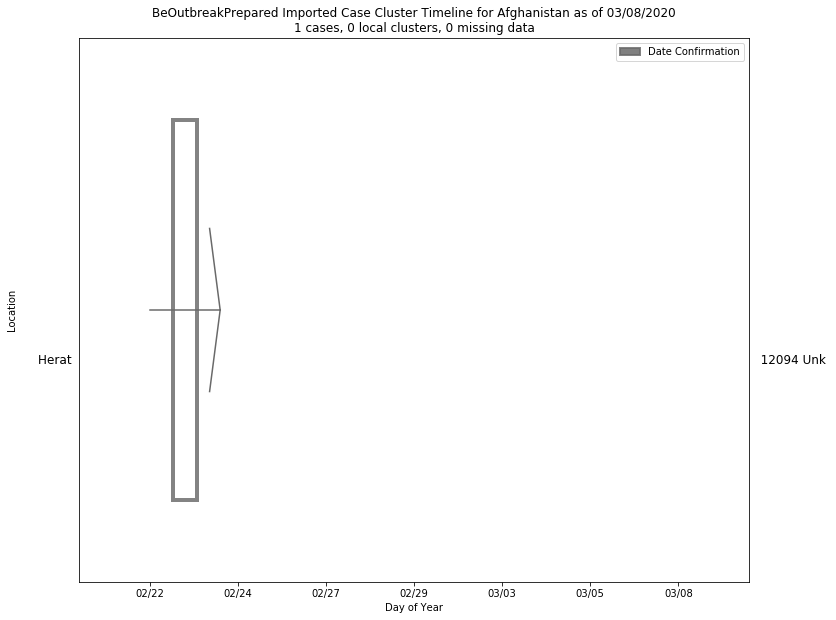 BeOutbreakPrepared Imported Case Cluster Timeline for Afghanistan as of 03/08/2020
1 cases, 0 local clusters, 0 missing data
Date Confirmation
Location
Herat
12094 Unk
02/22 02/24 02/27 02/29 03/03 03/05 03/08
Day of Year